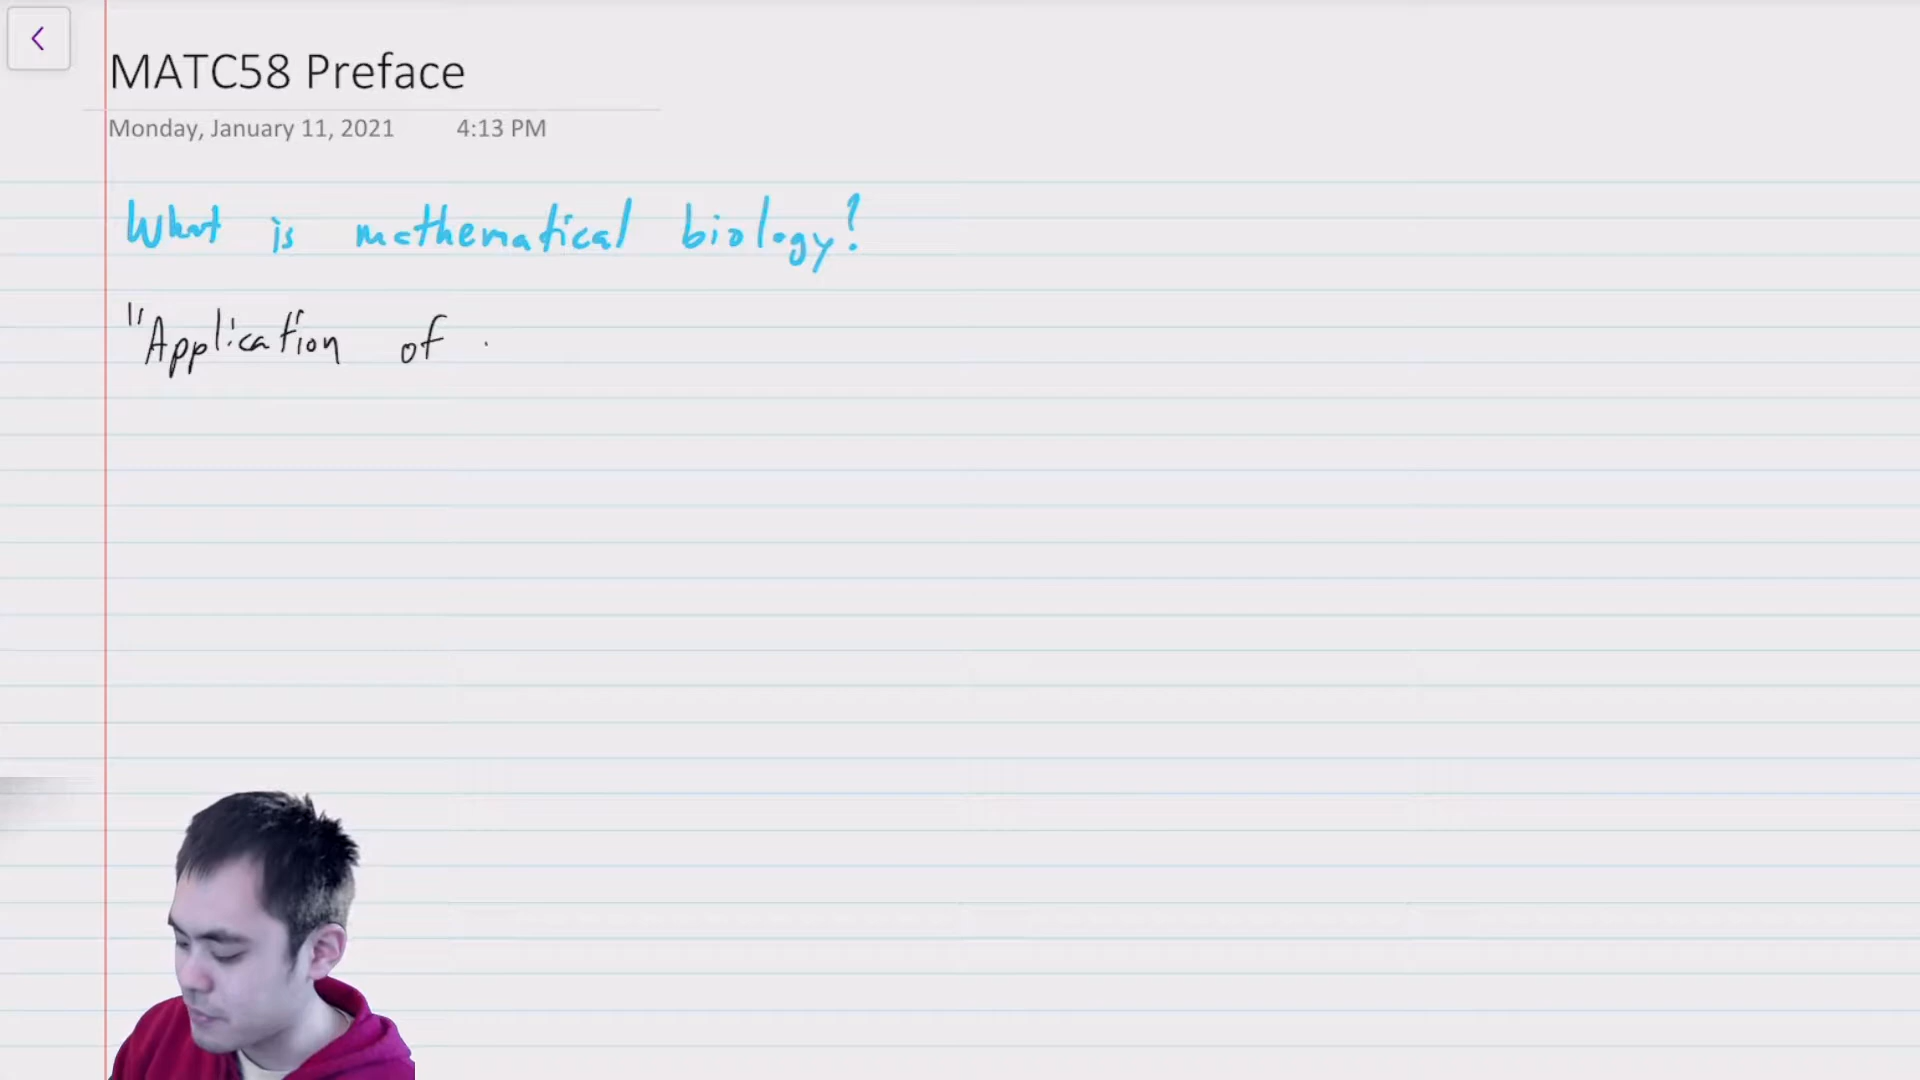 MATC58 Preface
Monday, January 11, 2021 4:13 PM
What is mathematical biology?
"Application of